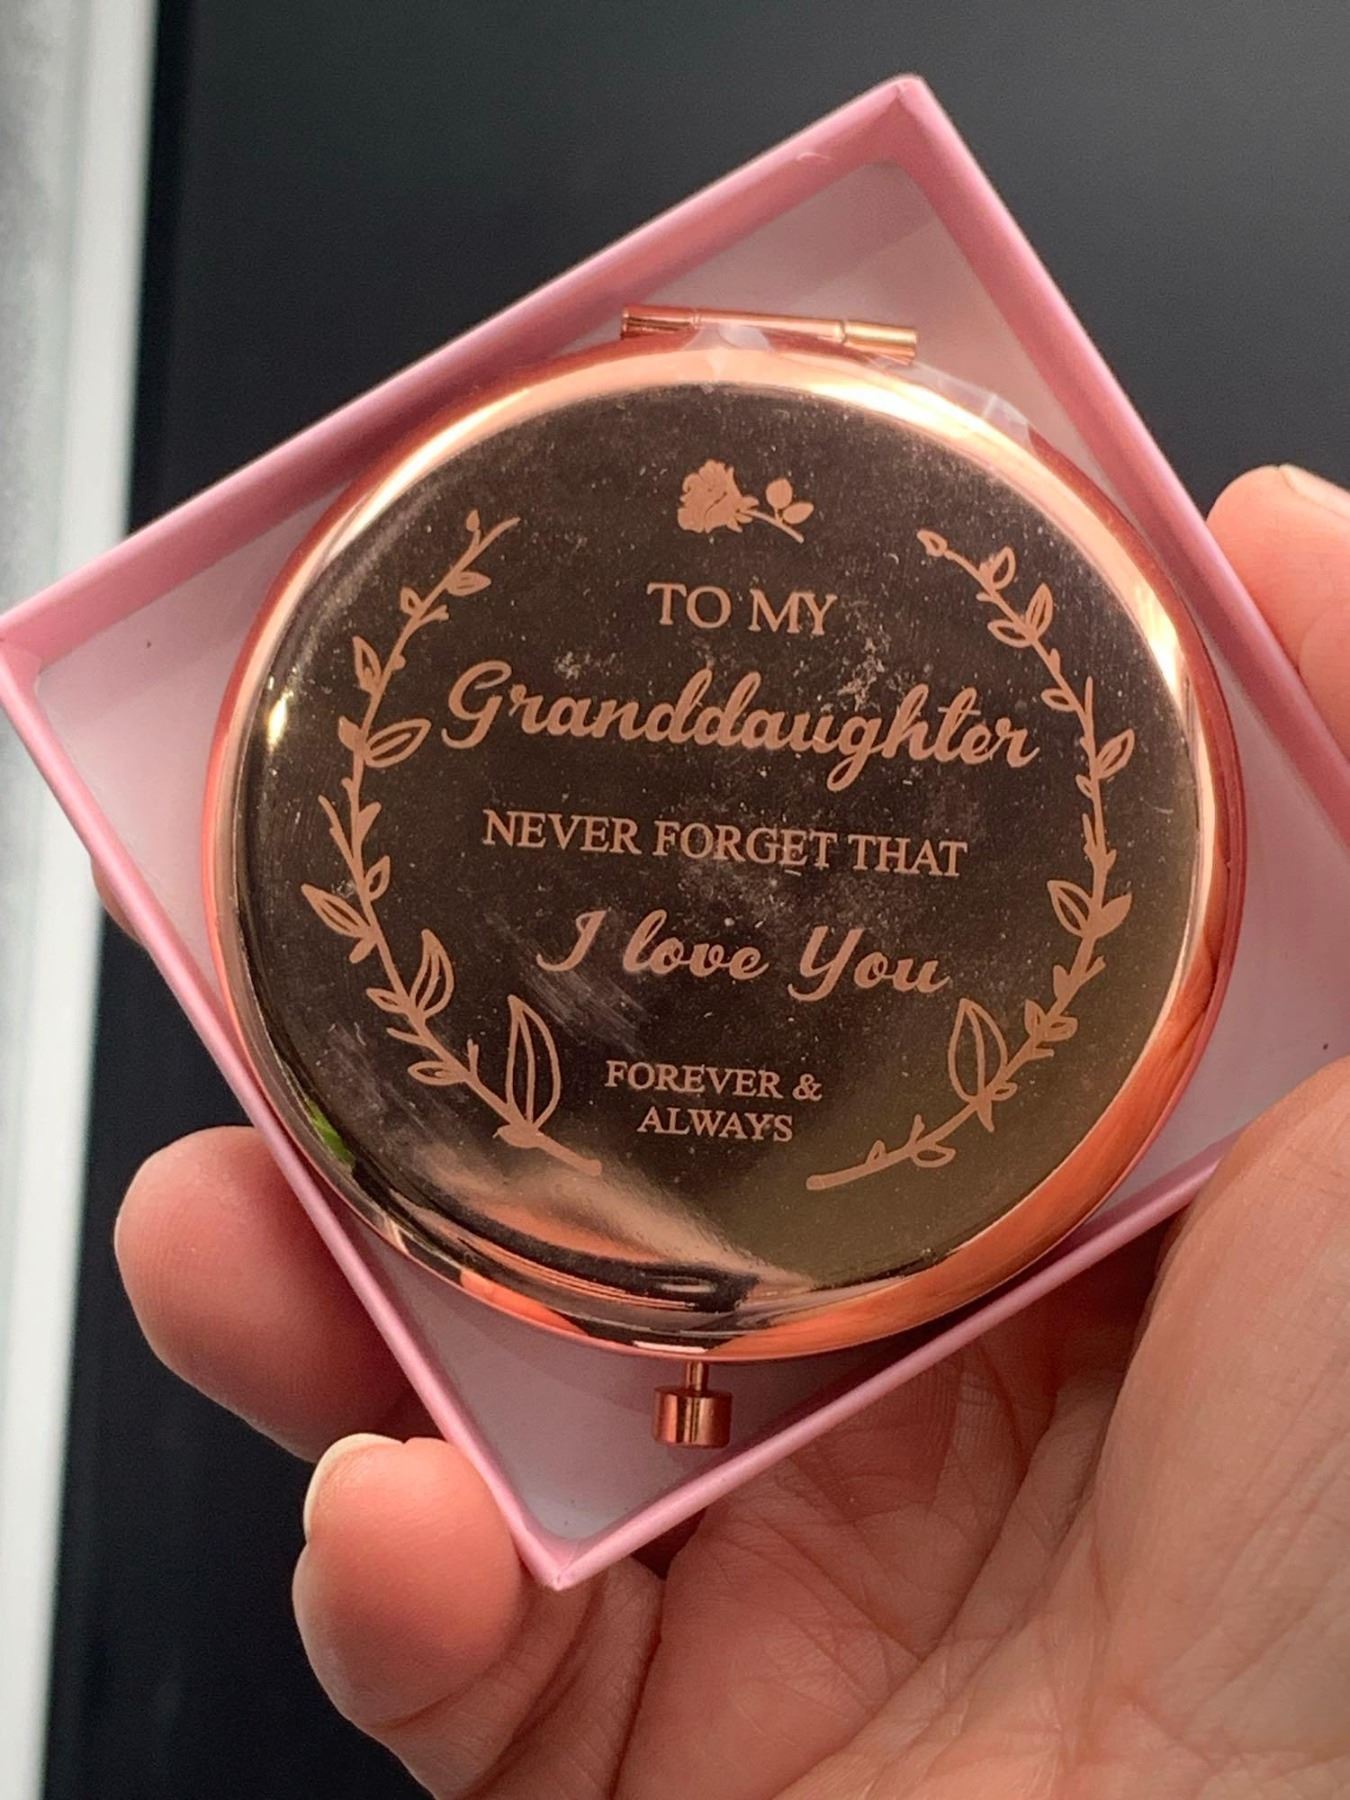 TO MY
Granddaughter
NEVER FORGET THAT
I love You
FOREVER &
ALWAYS